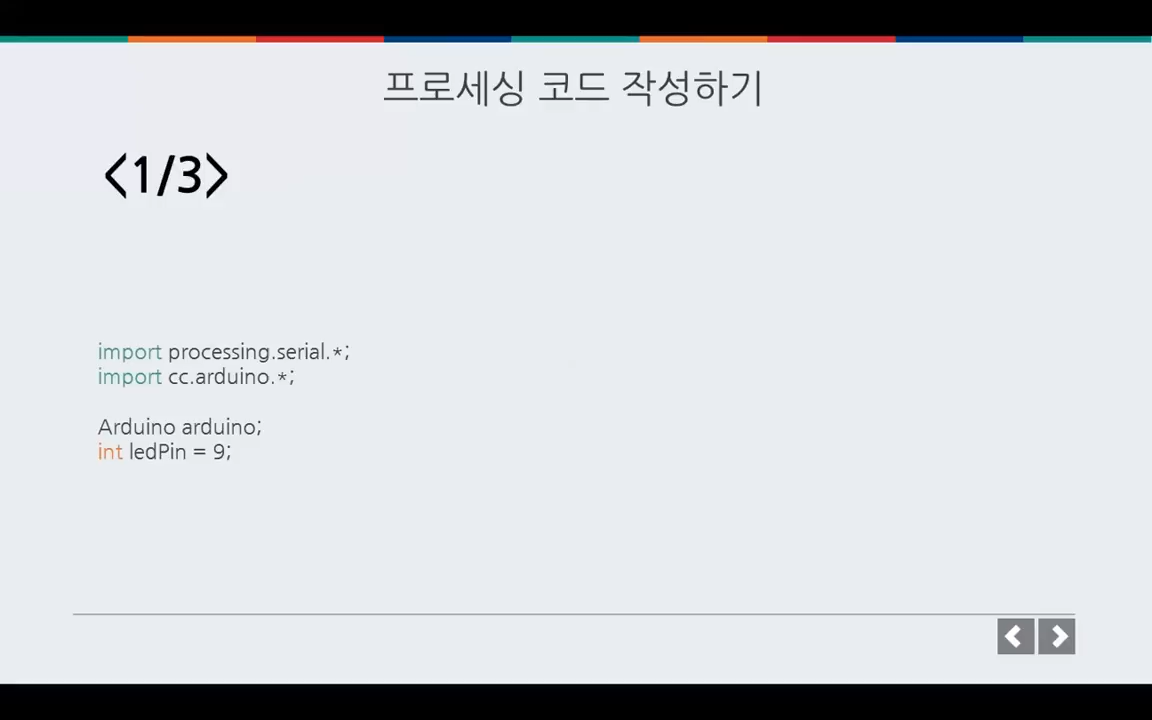 프로세싱 코드 작성하기
<1/3>
import processing.serial.*;
import cc.arduino.*;
Arduino arduino;
int ledPin = 9;